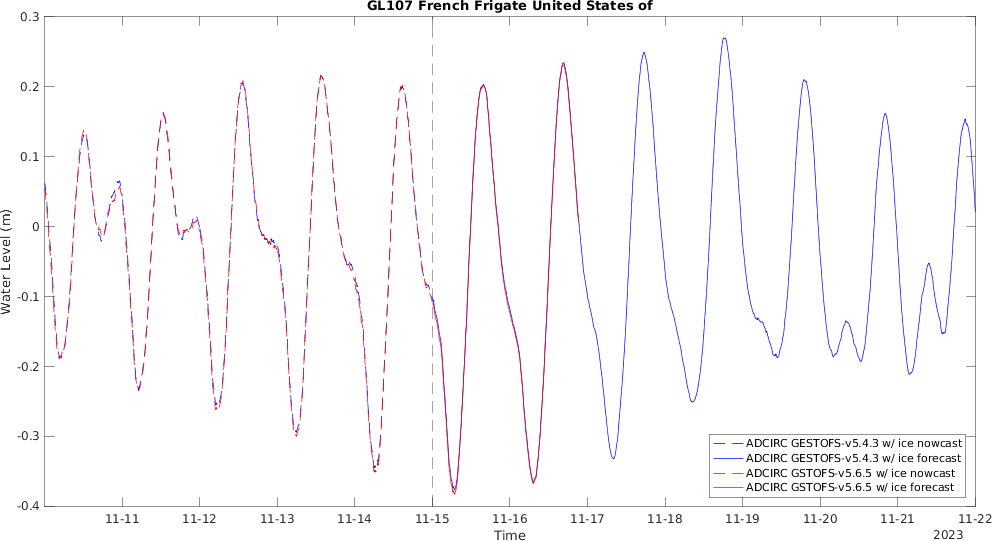 GL107 French Frigate United States of
0.3
0.2
0.1
0
-0.1
-0.2
-0.3
-0.4
Water Level (m)
ADCIRC GESTOFS-v5.4.3 w/ ice nowcast
ADCIRC GESTOFS-v5.4.3 w/ ice forecast
ADCIRC GSTOFS-v5.6.5 w/ ice nowcast
ADCIRC GSTOFS-v5.6.5 w/ ice forecast
11-11 11-12 11-13 11-14 11-15 11-16 11-17 11-18 11-19 11-20 11-21 11-22
Time
2023